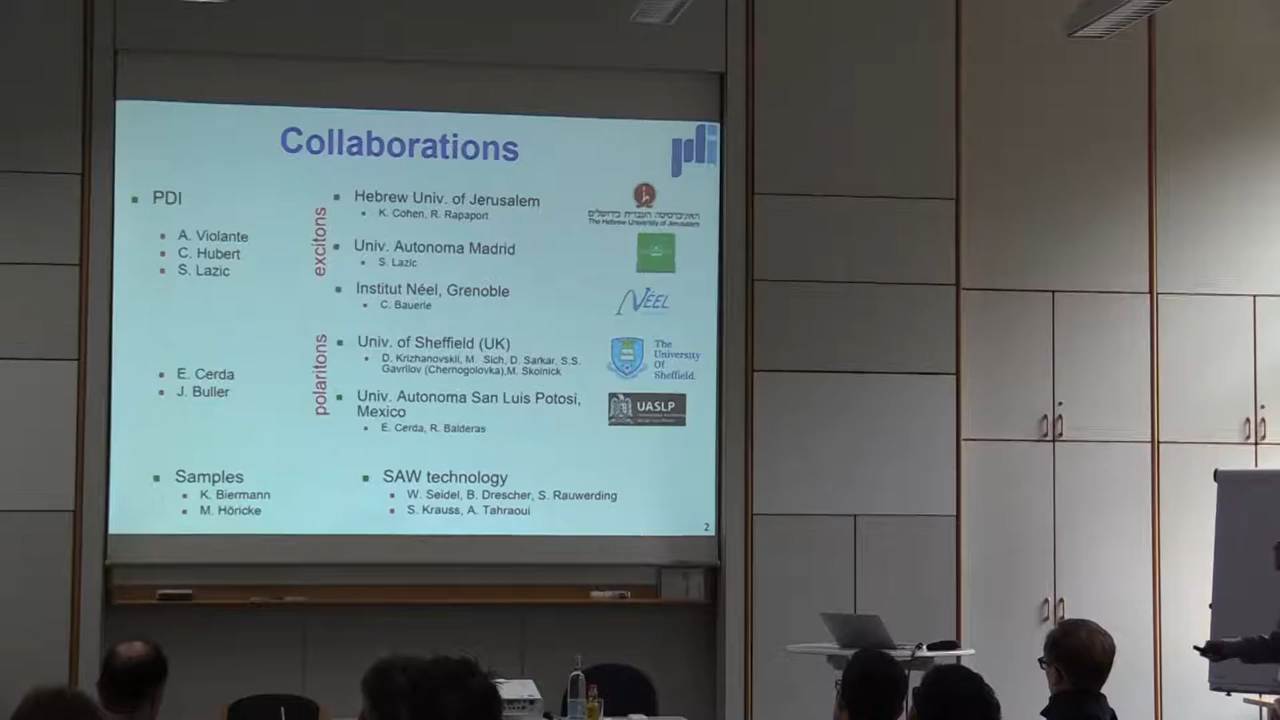 Collaborations
pdi
PDI
A. Violante
C. Hubert
S. Lazic
E. Cerda
J. Buller
excitons
Hebrew Univ. of Jerusalem
K. Cohen, R. Rapaport
Univ. Autonoma Madrid
S. Lazic
Institut Néel, Grenoble
C. Bauerle
polaritons
Univ. of Sheffield (UK)
D. Krizhanovskii, M. Sich, D. Sarkar, S.S.
Gavrilov (Chernogolovka),M. Skolnick
Univ. Autonoma San Luis Potosi,
Mexico
E. Cerda, R. Balderas
האוניברסיטה העברית בירושלים
The Hebrew University of Jerusalem
NÉEL
The
University
Of
Sheffield.
UASLP
Samples
K. Biermann
M. Höricke
SAW technology
W. Seidel, B. Drescher, S. Rauwerding
S. Krauss, A. Tahraoui
2